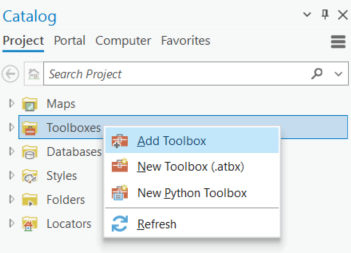 Catalog
Project Portal Computer Favorites
Search Project
Maps
Toolboxes
Add Toolbox
Databases
New Toolbox (.atbx)
Styles
New Python Toolbox
Folders
Refresh
Locators